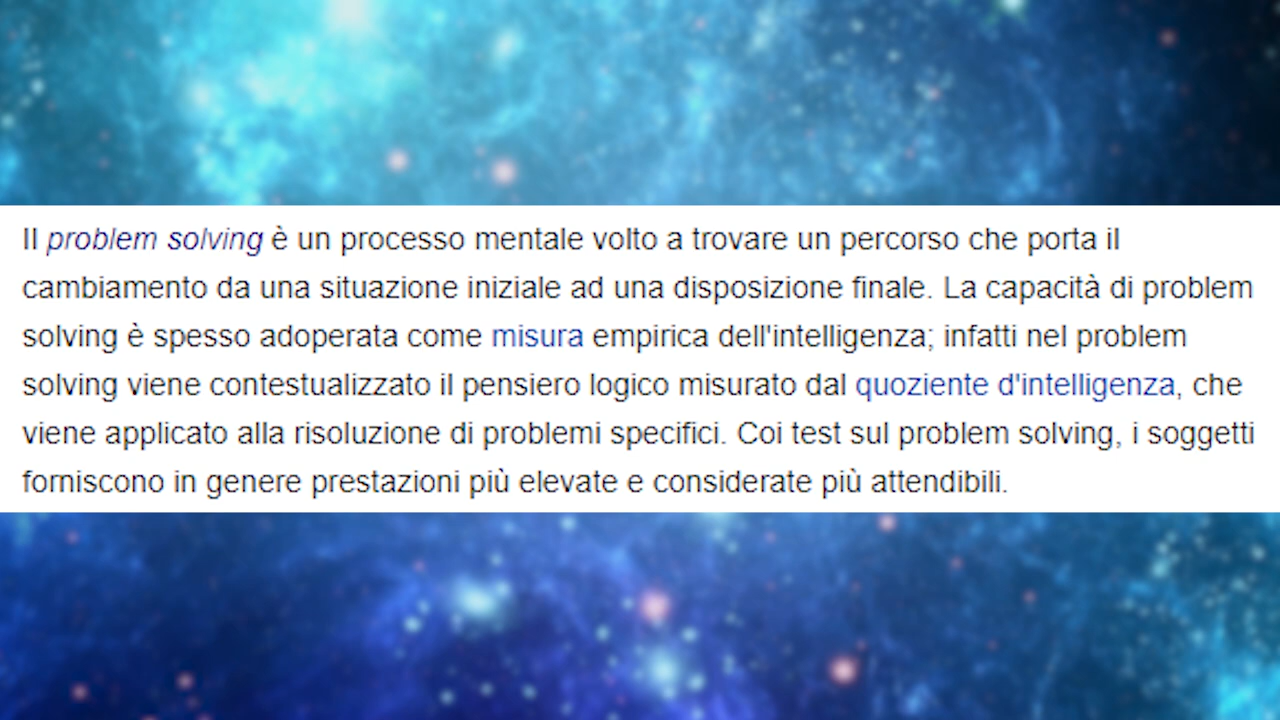 Il problem solving è un processo mentale volto a trovare un percorso che porta il
cambiamento da una situazione iniziale ad una disposizione finale. La capacità di problem
solving è spesso adoperata come misura empirica dell'intelligenza; infatti nel problem
solving viene contestualizzato il pensiero logico misurato dal quoziente d'intelligenza, che
viene applicato alla risoluzione di problemi specifici. Coi test sul problem solving, i soggetti
forniscono in genere prestazioni più elevate e considerate più attendibili.